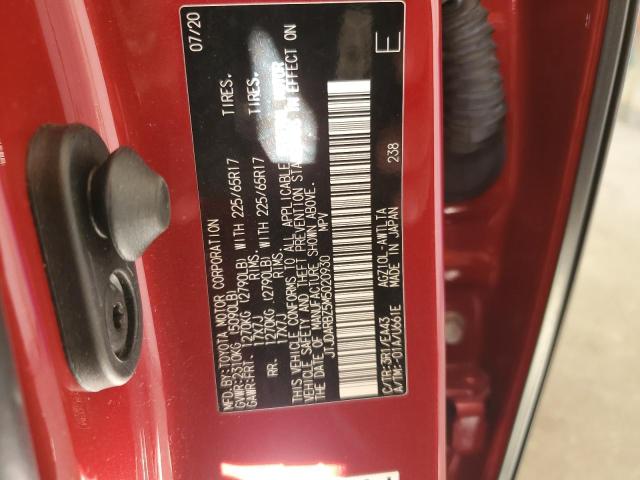 MFD.BY:TOYOTA MOTOR CORPORATION 07/20
GVWR:2310KG (5090LB)
GAWR:FRT. 1270KG (2790LB) WITH 225/65R17 TIRES.
17X7J RIMS.
RR. 1270KG (2790LB) WITH 225/65R17 TIRES.
17X7J RIMS.
THIS VEHICLE CONFORMS TO ALL APPLICABLE
VEHICLE SAFETY AND THEFT PREVENTION IN EFFECT ON
DATE OF MANUFACTURE SHOWN ABOVE.
JTJDARBZ5M5020930 MPV
E
C/TR:3R1/EA43 AGZ10L-AWTLTA
A/TM:-01A/U661E MADE IN JAPAN 238